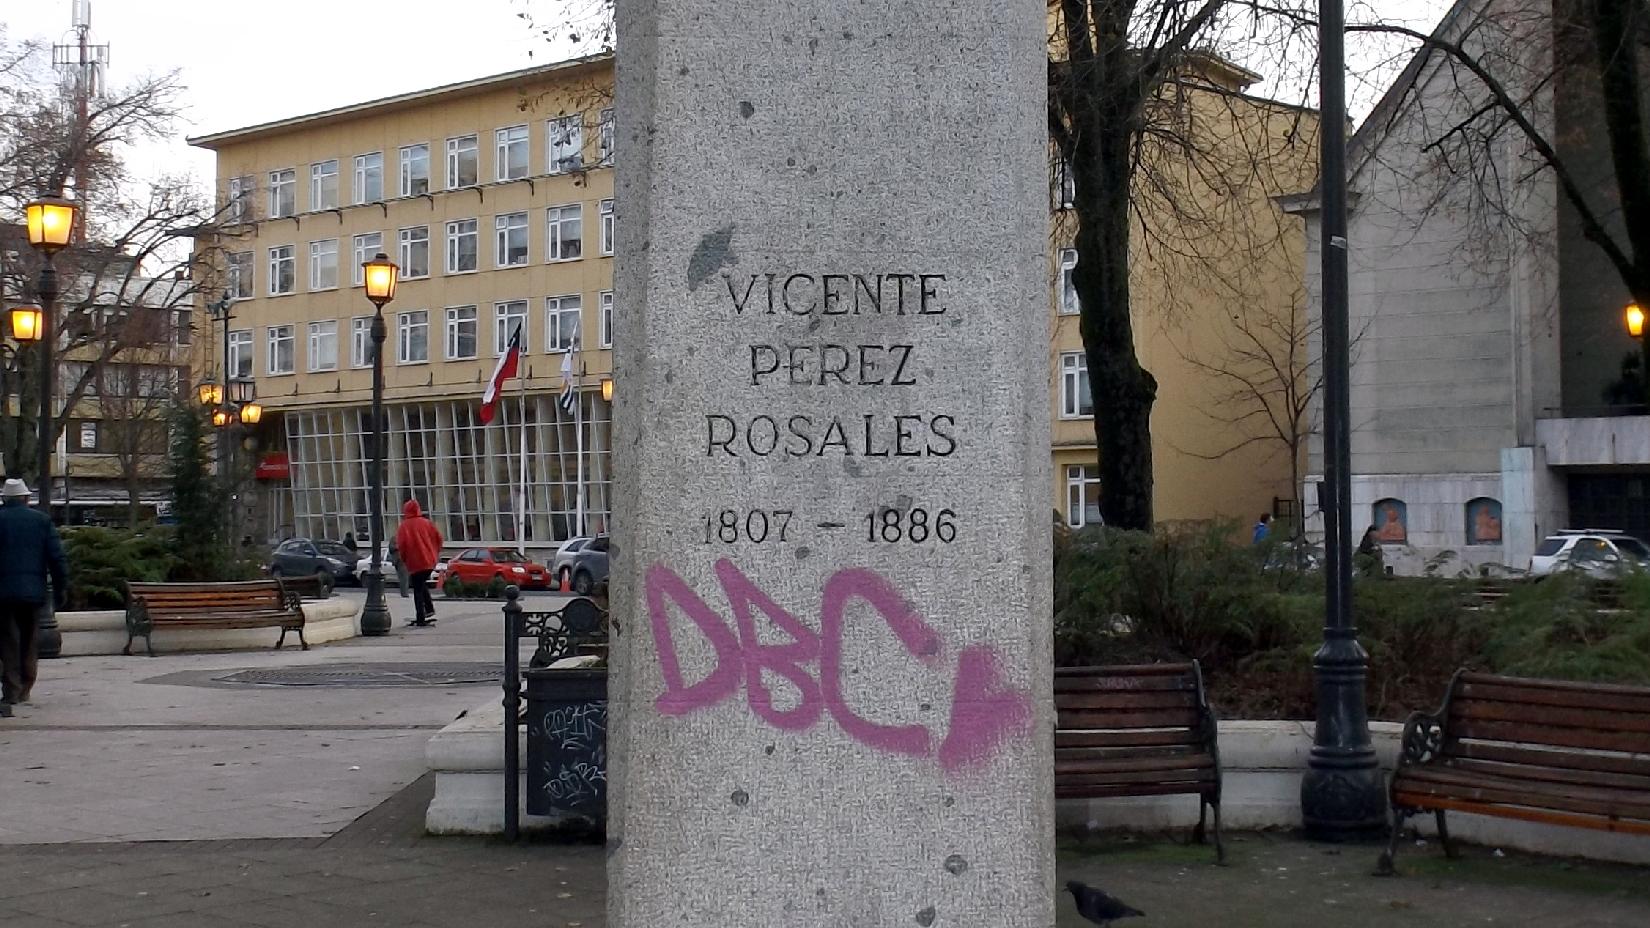 VICENTE
PEREZ
ROSALES
1807 – 1886
DBC